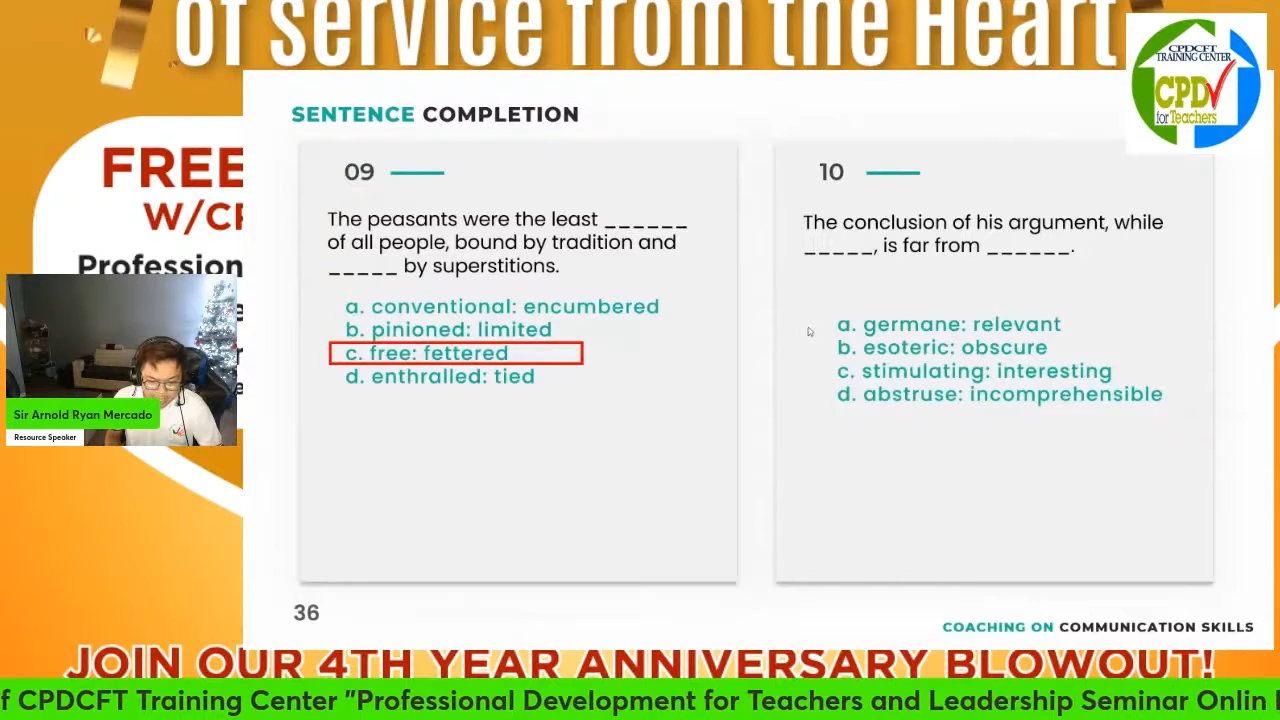 of service from the Heart
CPDCFT
TRAINING CENTER
CPD
for Teachers
FREE
W/CP
Profession
SENTENCE COMPLETION
09
The peasants were the least ______
of all people, bound by tradition and
_____ by superstitions.
a. conventional: encumbered
b. pinioned: limited
c. free: fettered
d. enthralled: tied
10
The conclusion of his argument, while
_____, is far from ______.
a. germane: relevant
b. esoteric: obscure
c. stimulating: interesting
d. abstruse: incomprehensible
Sir Arnold Ryan Mercado
Resource Speaker
36
COACHING ON COMMUNICATION SKILLS
JOIN OUR 4TH YEAR ANNIVERSARY BLOWOUT!
f CPDCFT Training Center "Professional Development for Teachers and Leadership Seminar Onlin